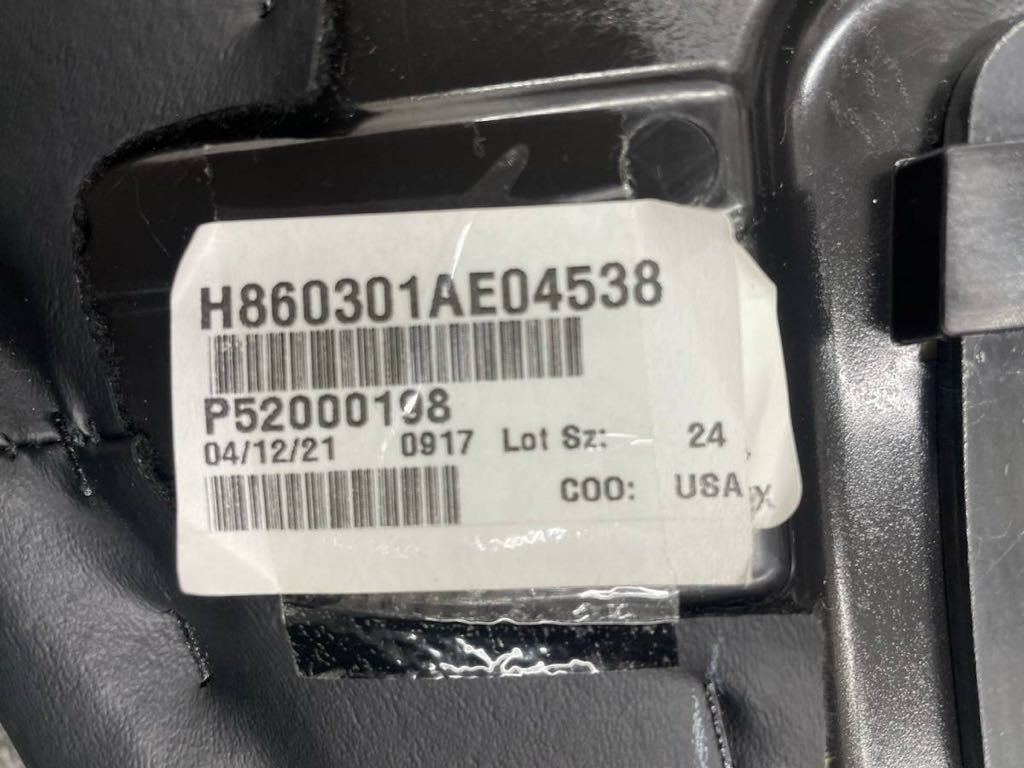 H860301AE04538
P52000198
04/12/21 0917 Lot Sz: 24
COO: USA